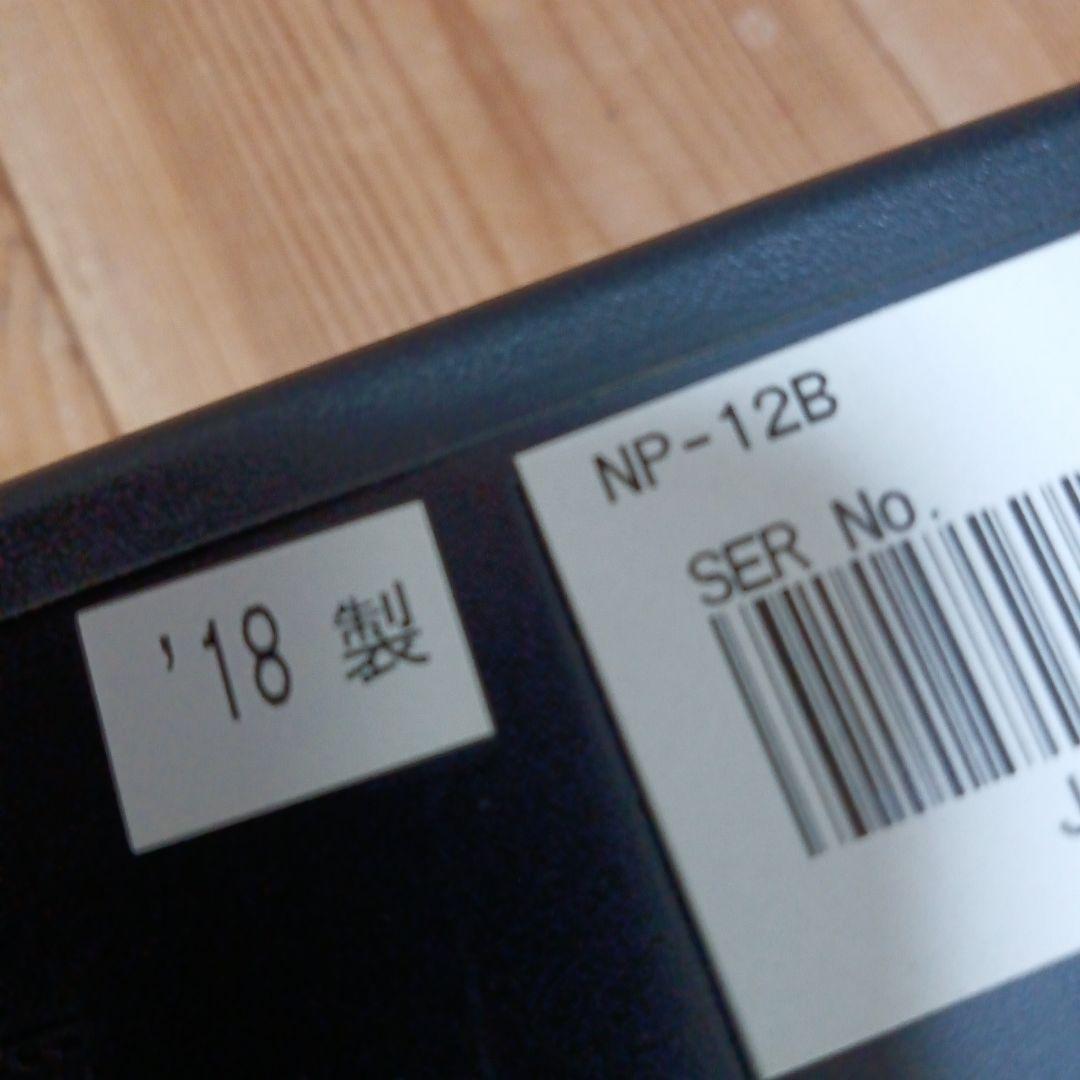 '18 製
NP-12B
SER No.
J